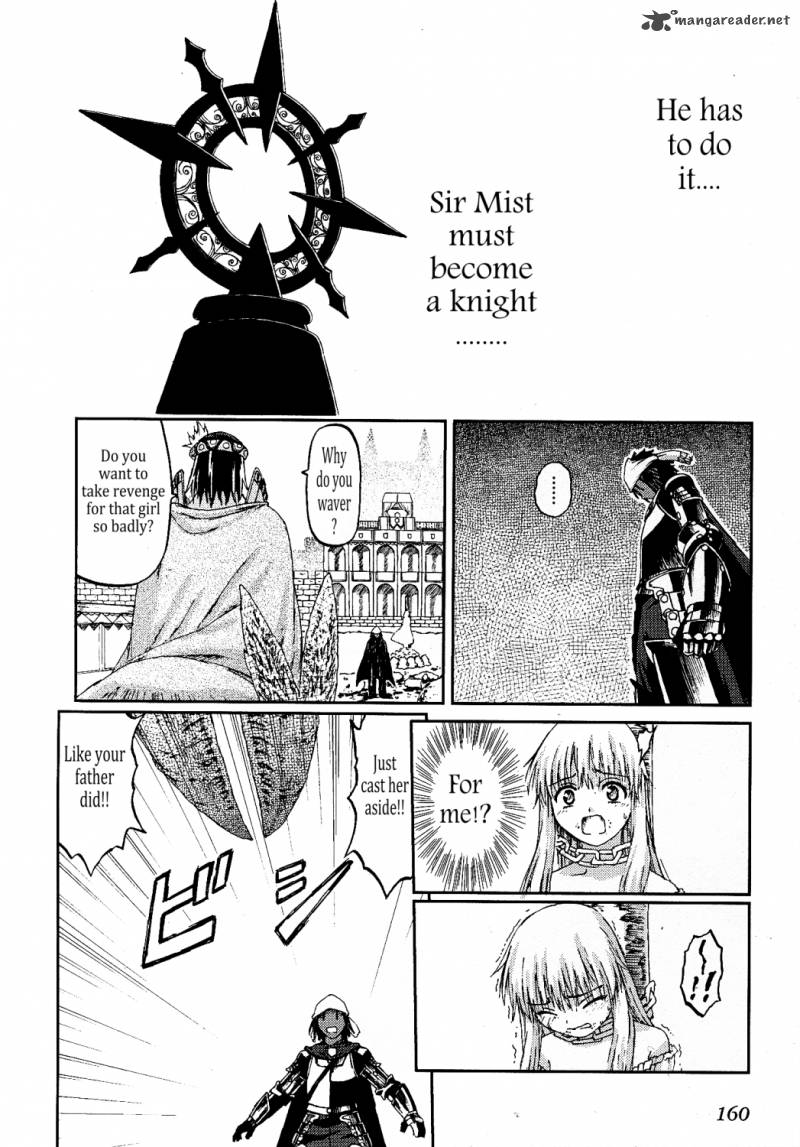 mangareader.net
He has
to do
it....
Sir Mist
must
become
a knight
........
......
Why
do you
waver
?
Do you
want to
take revenge
for that girl
so badly?
For
me!?
...!!
Just
cast her
aside!!
Like your
father
did!!
ビシ
160